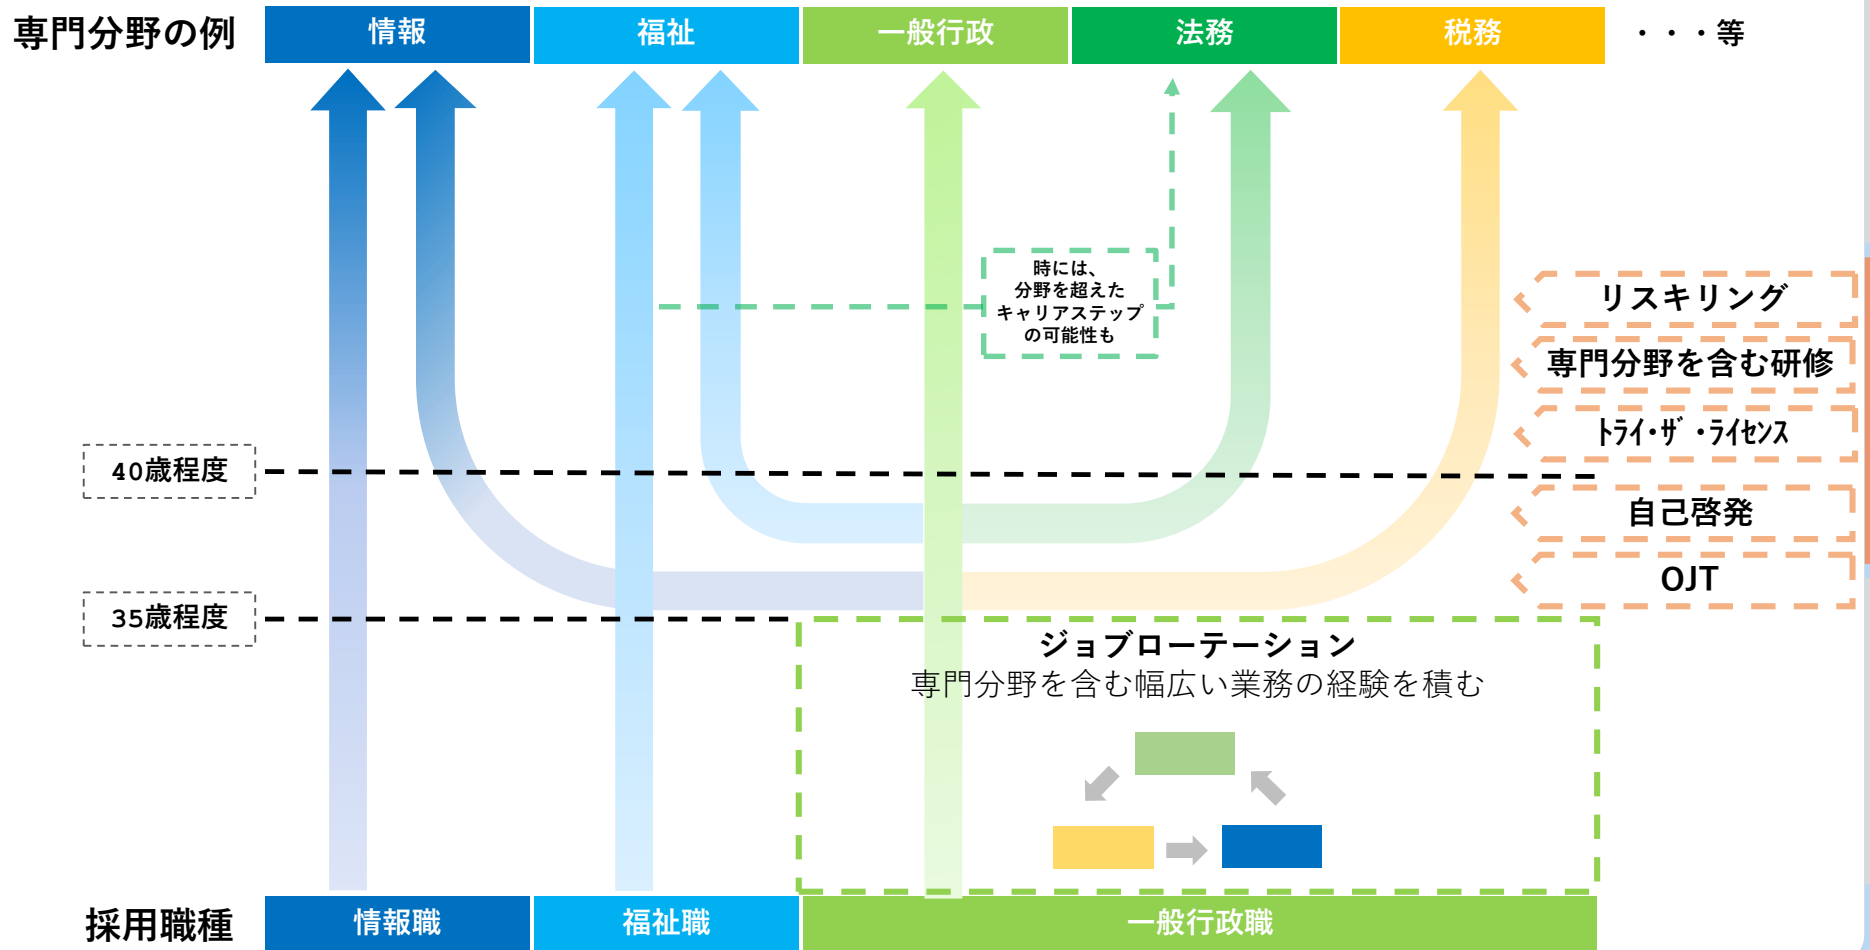 専門分野の例
情報
福祉
一般行政
法務
税務
・・・等
時には、
分野を超えた
キャリアステップ
の可能性も
リスキリング
専門分野を含む研修
ﾄﾗｲ・ｻﾞ・ﾗｲｾﾝｽ
40歳程度
自己啓発
OJT
35歳程度
ジョブローテーション
専門分野を含む幅広い業務の経験を積む
採用職種
情報職
福祉職
一般行政職